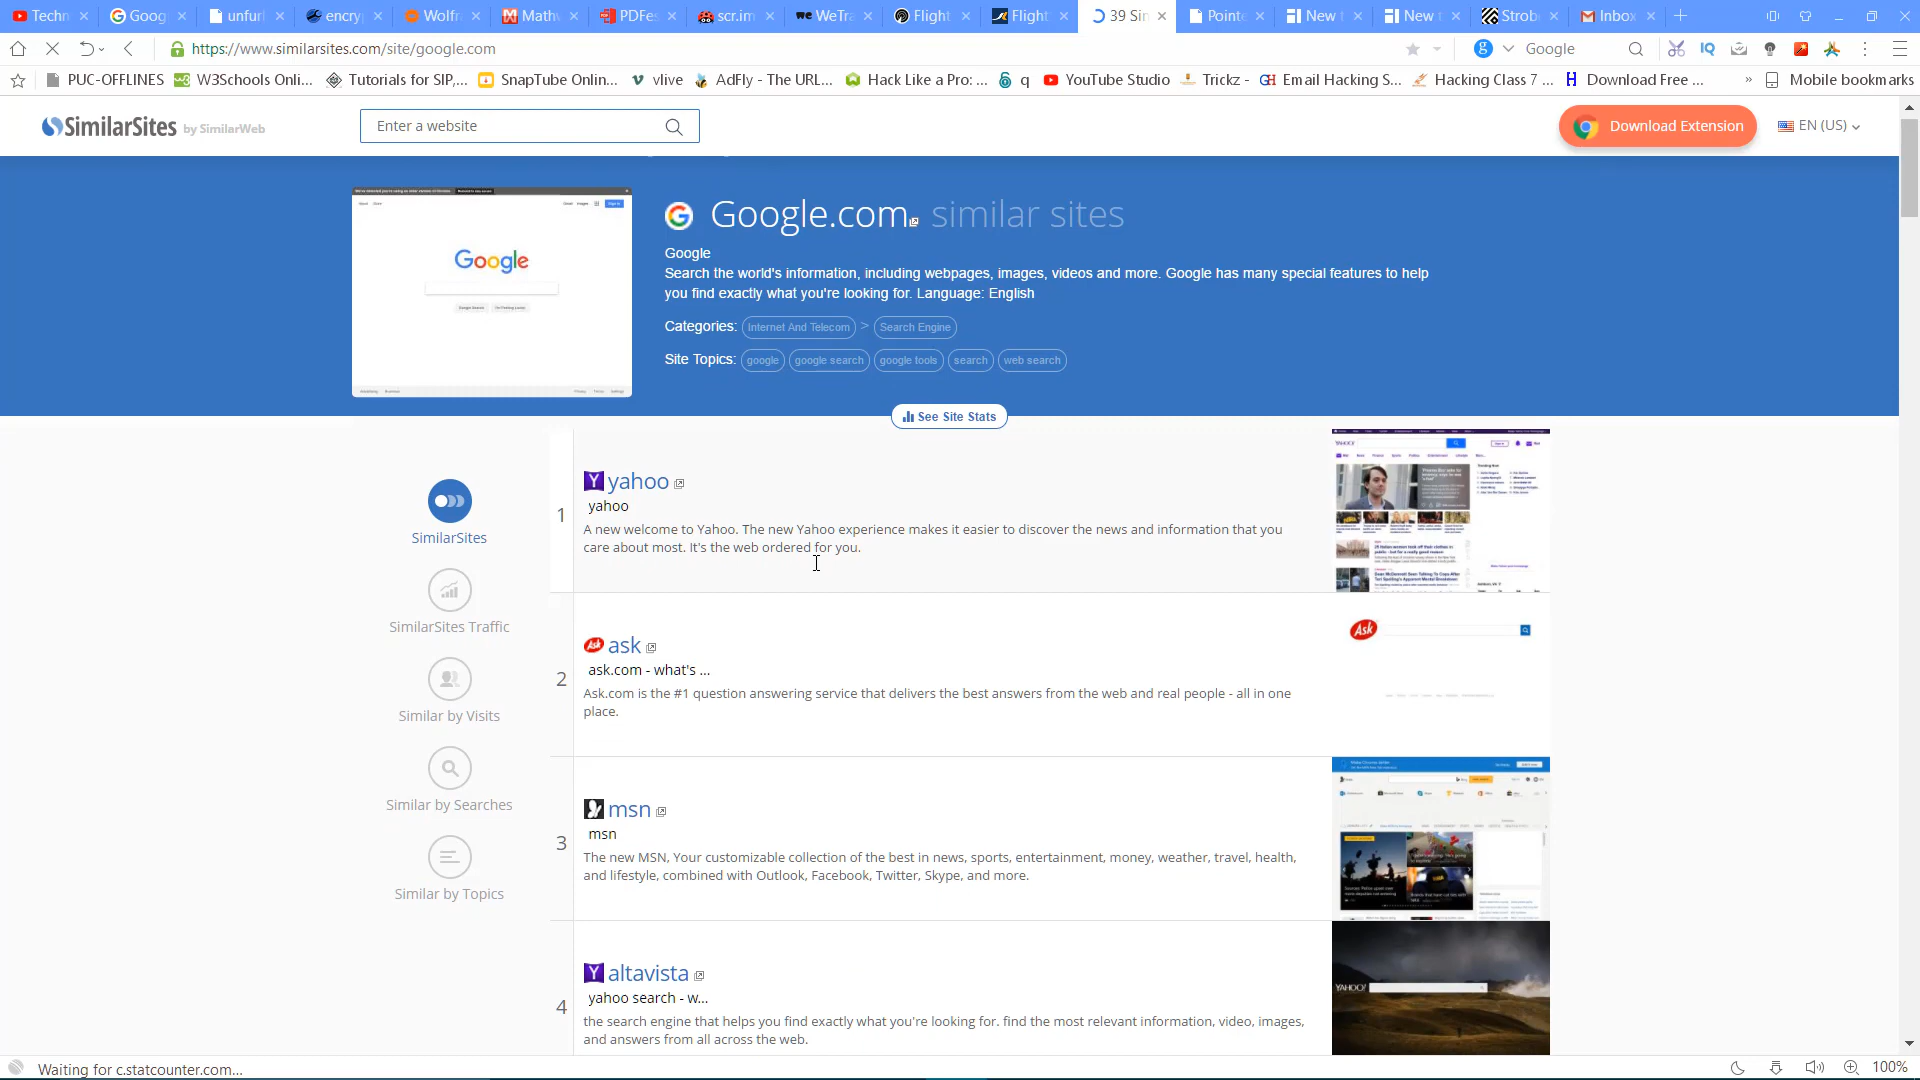 Techn
Goog
unfur
encry
Wolfr
Math
PDFes
scr.im
WeTra
Flight
Flight
39 Sin
Pointe
New t
New t
Strob
Inbox
https://www.similarsites.com/site/google.com
Google
PUC-OFFLINES
W3Schools Onli...
Tutorials for SIP,...
SnapTube Onlin...
vlive
AdFly - The URL...
Hack Like a Pro: ...
q
YouTube Studio
Trickz -
Email Hacking S...
Hacking Class 7 ...
Download Free ...
Mobile bookmarks
SimilarSites by SimilarWeb
Enter a website
Download Extension
EN (US)
Google
Google.com similar sites
Google
Search the world's information, including webpages, images, videos and more. Google has many special features to help
you find exactly what you're looking for. Language: English
Categories: Internet And Telecom > Search Engine
Site Topics: google google search google tools search web search
See Site Stats
SimilarSites
SimilarSites Traffic
Similar by Visits
Similar by Searches
Similar by Topics
1
yahoo
yahoo
A new welcome to Yahoo. The new Yahoo experience makes it easier to discover the news and information that you
care about most. It's the web ordered for you.
2
ask
ask.com - what's ...
Ask.com is the #1 question answering service that delivers the best answers from the web and real people - all in one
place.
Ask
3
msn
msn
The new MSN, Your customizable collection of the best in news, sports, entertainment, money, weather, travel, health,
and lifestyle, combined with Outlook, Facebook, Twitter, Skype, and more.
4
altavista
yahoo search - w...
the search engine that helps you find exactly what you're looking for. find the most relevant information, video, images,
and answers from all across the web.
YAHOO!
Waiting for c.statcounter.com...
100%